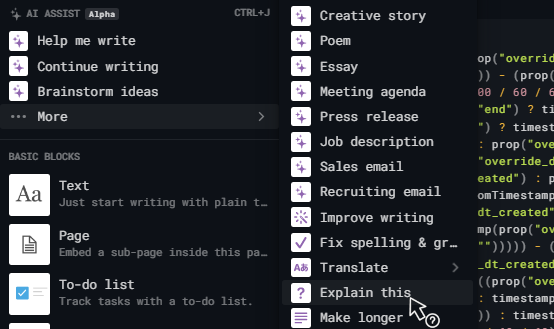 AI ASSIST Alpha CTRL+J
Help me write
Continue writing
Brainstorm ideas
More
BASIC BLOCKS
Aa
Text
Just start writing with plain t…
Page
Embed a sub-page inside this pa…
To-do list
Track tasks with a to-do list.
Creative story
Poem
Essay
Meeting agenda
Press release
Job description
Sales email
Recruiting email
Improve writing
Fix spelling & gr…
Translate
Explain this
Make longer
op("overrid
)) - (prop(
00 / 60 / 6
"end") ? ti
") ? timest
: prop("ove
"override_d
eated") : p
omTimestamp
dt_created"
mp(prop("ov
""))))) - (
_dt_created
((prop("ove
: timestamp
)) : timest